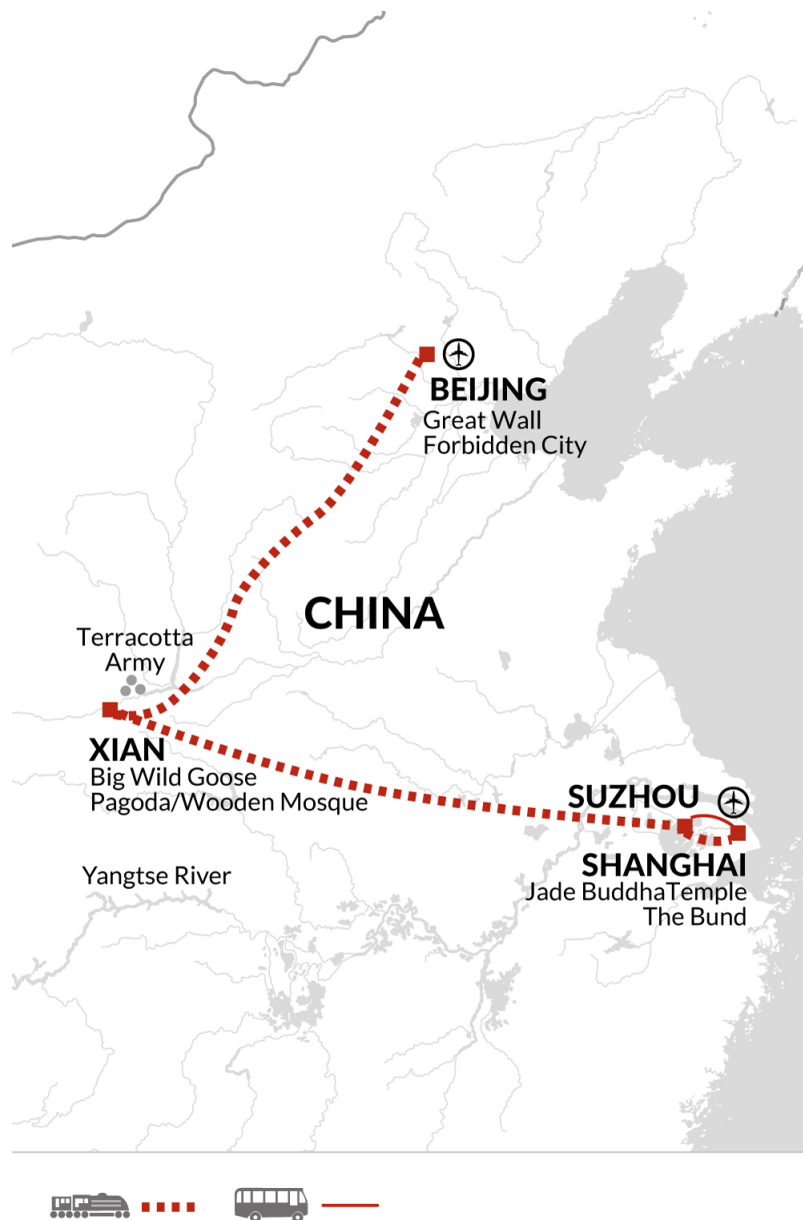 BEIJING
Great Wall
Forbidden City
CHINA
Terracotta
Army
XIAN
Big Wild Goose
Pagoda/Wooden Mosque
SUZHOU
SHANGHAI
Jade BuddhaTemple
The Bund
Yangtse River